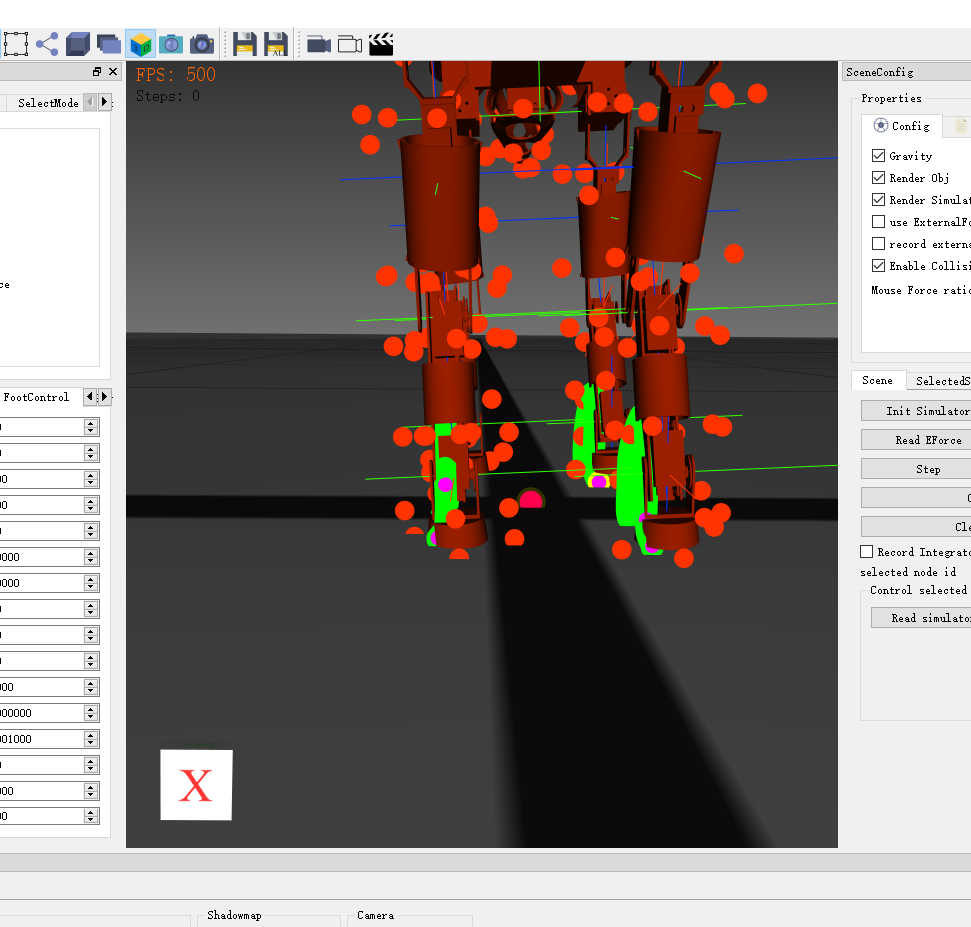 FPS: 500
Steps: 0
SelectMode
ce
FootControl
00
00
000
000
00
000000
001000
00
X
SceneConfig
Properties
Config
Gravity
Render Obj
Render Simulat
use ExternalFo
record externa
Enable Collisi
Mouse Force ratio
Scene
SelectedS
Init Simulator
Read EForce
Step
Cle
Record Integrato
selected node id
Control selected
Read simulator
Shadowmap
Camera